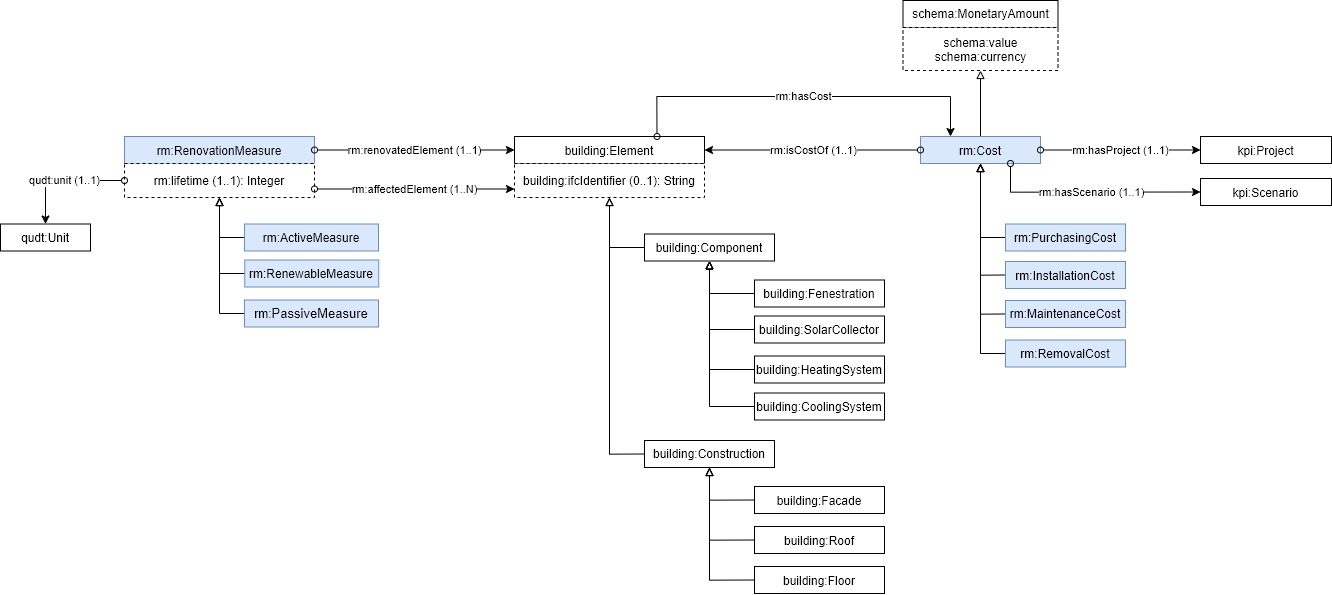 schema:MonetaryAmount
schema:value
schema:currency
rm:hasCost
rm:RenovationMeasure
rm:renovatedElement (1..1)
building:Element
rm:isCostOf (1..1)
rm:Cost
rm:hasProject (1..1)
kpi:Project
qudt:unit (1..1)
rm:lifetime (1..1): Integer
rm:affectedElement (1..N)
building:ifcIdentifier (0..1): String
rm:hasScenario (1..1)
kpi:Scenario
qudt:Unit
rm:ActiveMeasure
rm:RenewableMeasure
rm:PassiveMeasure
building:Component
building:Fenestration
building:SolarCollector
building:HeatingSystem
building:CoolingSystem
building:Construction
building:Facade
building:Roof
building:Floor
rm:PurchasingCost
rm:InstallationCost
rm:MaintenanceCost
rm:RemovalCost